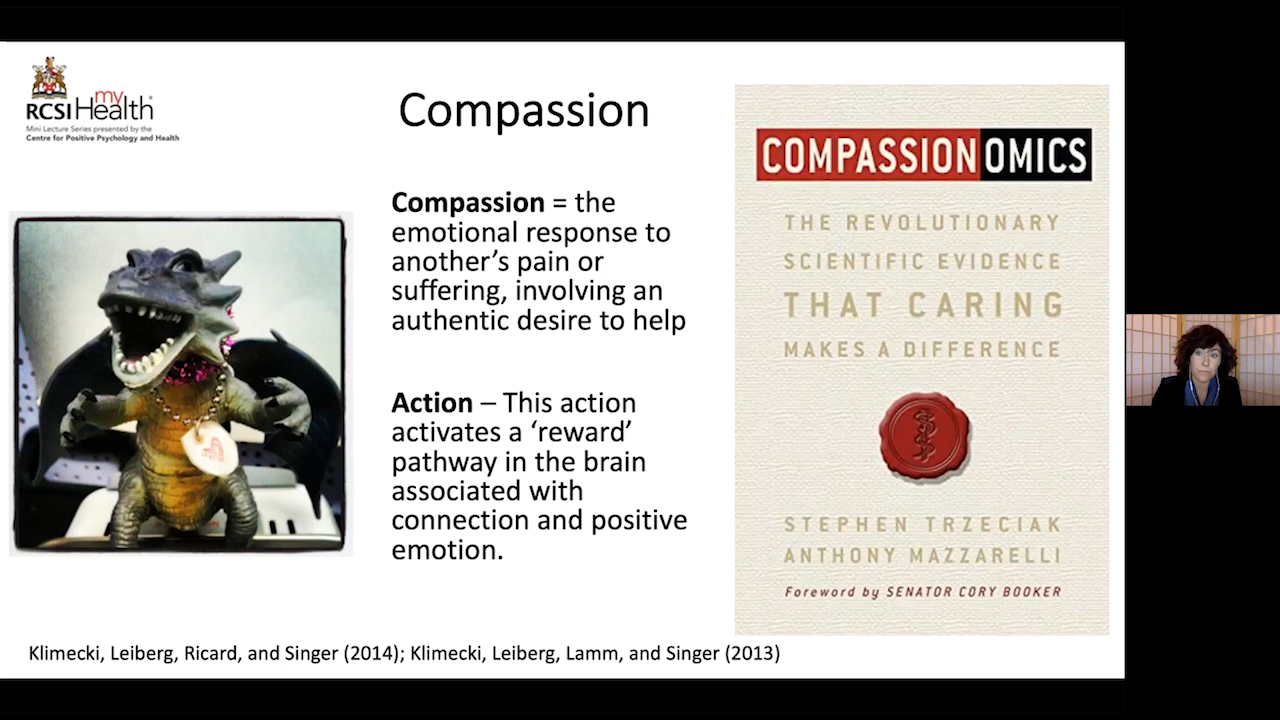 my
RCSI Health
Mini Lecture Series presented by the
Centre for Positive Psychology and Health
Compassion
Compassion = the
emotional response to
another’s pain or
suffering, involving an
authentic desire to help
Action – This action
activates a ‘reward’
pathway in the brain
associated with
connection and positive
emotion.
COMPASSIONOMICS
THE REVOLUTIONARY
SCIENTIFIC EVIDENCE
THAT CARING
MAKES A DIFFERENCE
STEPHEN TRZECIAK
ANTHONY MAZZARELLI
Foreword by SENATOR CORY BOOKER
Klimecki, Leiberg, Ricard, and Singer (2014); Klimecki, Leiberg, Lamm, and Singer (2013)